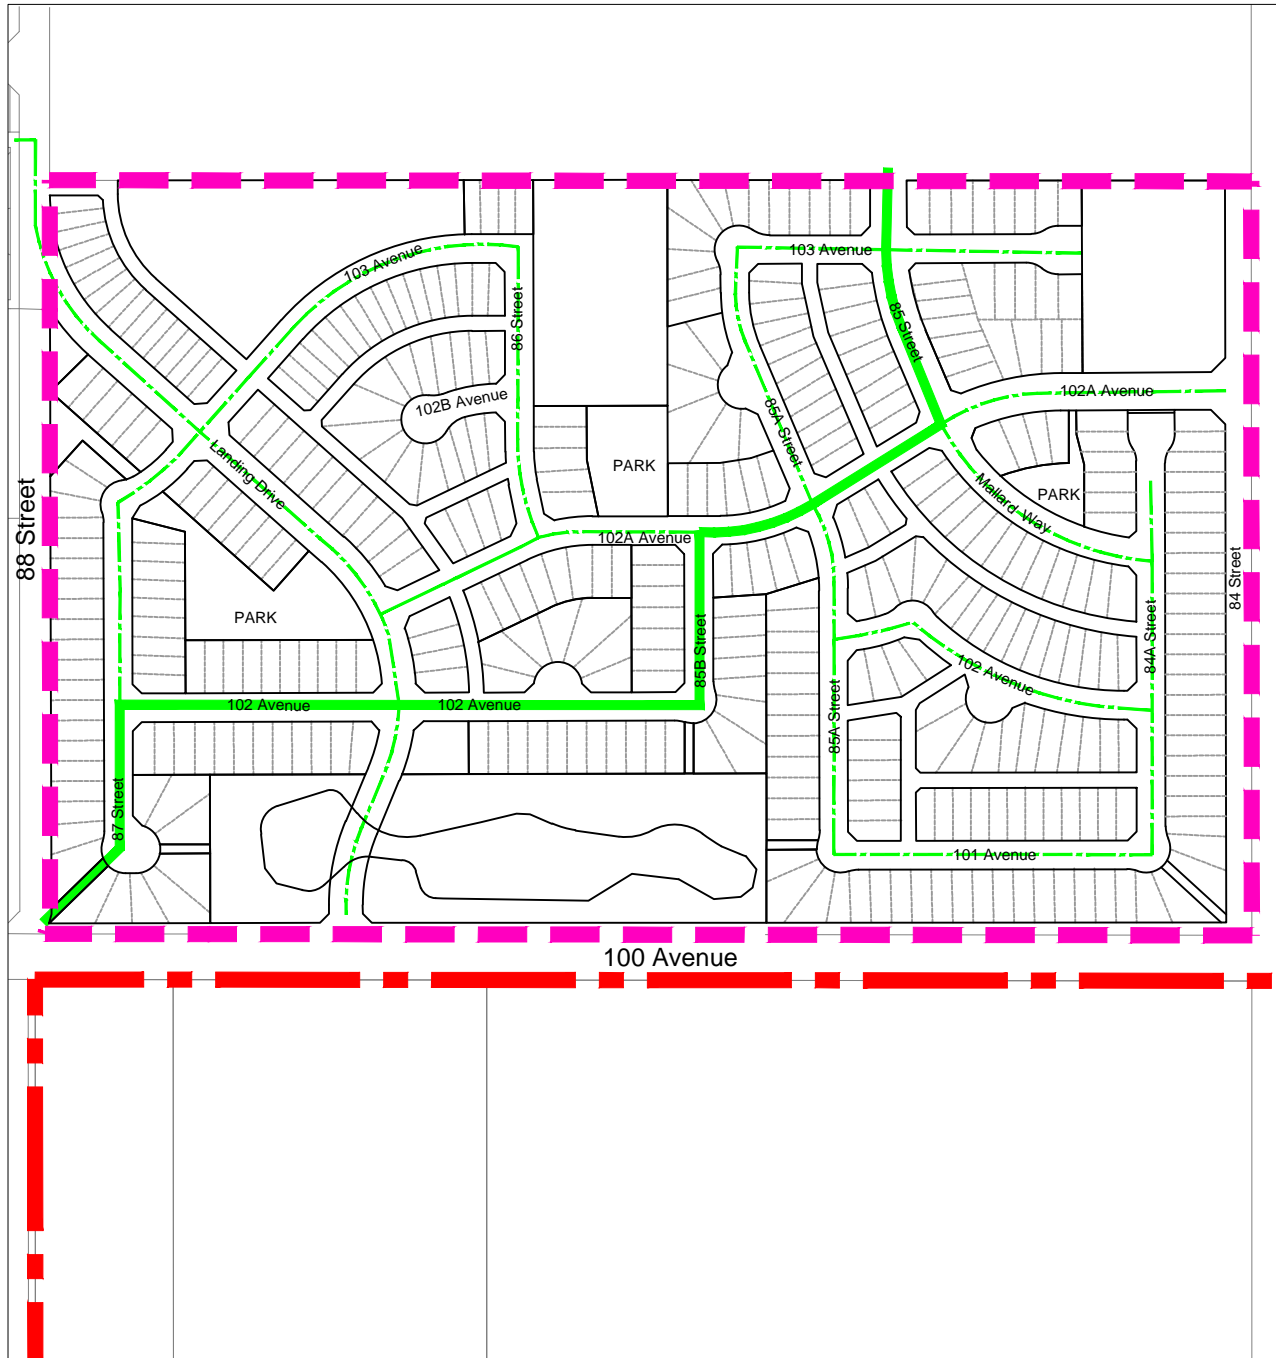 103 Avenue
103 Avenue
86 Street
85 Street
102B Avenue
102A Avenue
85A Street
Landing Drive
PARK
Mallard Way
PARK
88 Street
102A Avenue
84 Street
PARK
85B Street
84A Street
102 Avenue
102 Avenue
102 Avenue
85A Street
87 Street
101 Avenue
100 Avenue